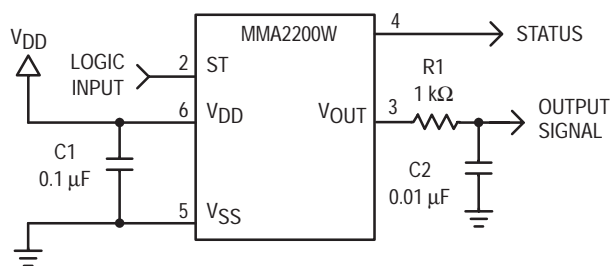 MMA2200W
VDD
LOGIC
INPUT
2
ST
4
STATUS
R1
1 kΩ
6
VDD
VOUT
3
OUTPUT
SIGNAL
C1
0.1 µF
C2
0.01 µF
5
VSS